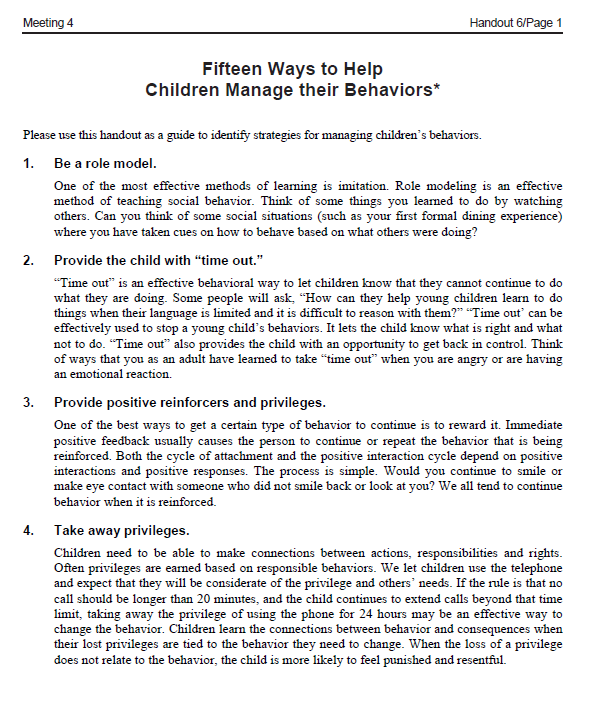 Meeting 4 Handout 6/Page 1
Fifteen Ways to Help
Children Manage their Behaviors*
Please use this handout as a guide to identify strategies for managing children's behaviors.
1. Be a role model.
One of the most effective methods of learning is imitation. Role modeling is an effective
method of teaching social behavior. Think of some things you learned to do by watching
others. Can you think of some social situations (such as your first formal dining experience)
where you have taken cues on how to behave based on what others were doing?
2. Provide the child with “time out.”
“Time out” is an effective behavioral way to let children know that they cannot continue to do
what they are doing. Some people will ask, “How can they help young children learn to do
things when their language is limited and it is difficult to reason with them?” “Time out’ can be
effectively used to stop a young child’s behaviors. It lets the child know what is right and what
not to do. “Time out” also provides the child with an opportunity to get back in control. Think
of ways that you as an adult have learned to take “time out” when you are angry or are having
an emotional reaction.
3. Provide positive reinforcers and privileges.
One of the best ways to get a certain type of behavior to continue is to reward it. Immediate
positive feedback usually causes the person to continue or repeat the behavior that is being
reinforced. Both the cycle of attachment and the positive interaction cycle depend on positive
interactions and positive responses. The process is simple. Would you continue to smile or
make eye contact with someone who did not smile back or look at you? We all tend to continue
behavior when it is reinforced.
4. Take away privileges.
Children need to be able to make connections between actions, responsibilities and rights.
Often privileges are earned based on responsible behaviors. We let children use the telephone
and expect that they will be considerate of the privilege and others’ needs. If the rule is that no
call should be longer than 20 minutes, and the child continues to extend calls beyond that time
limit, taking away the privilege of using the phone for 24 hours may be an effective way to
change the behavior. Children learn the connections between behavior and consequences when
their lost privileges are tied to the behavior they need to change. When the loss of a privilege
does not relate to the behavior, the child is more likely to feel punished and resentful.